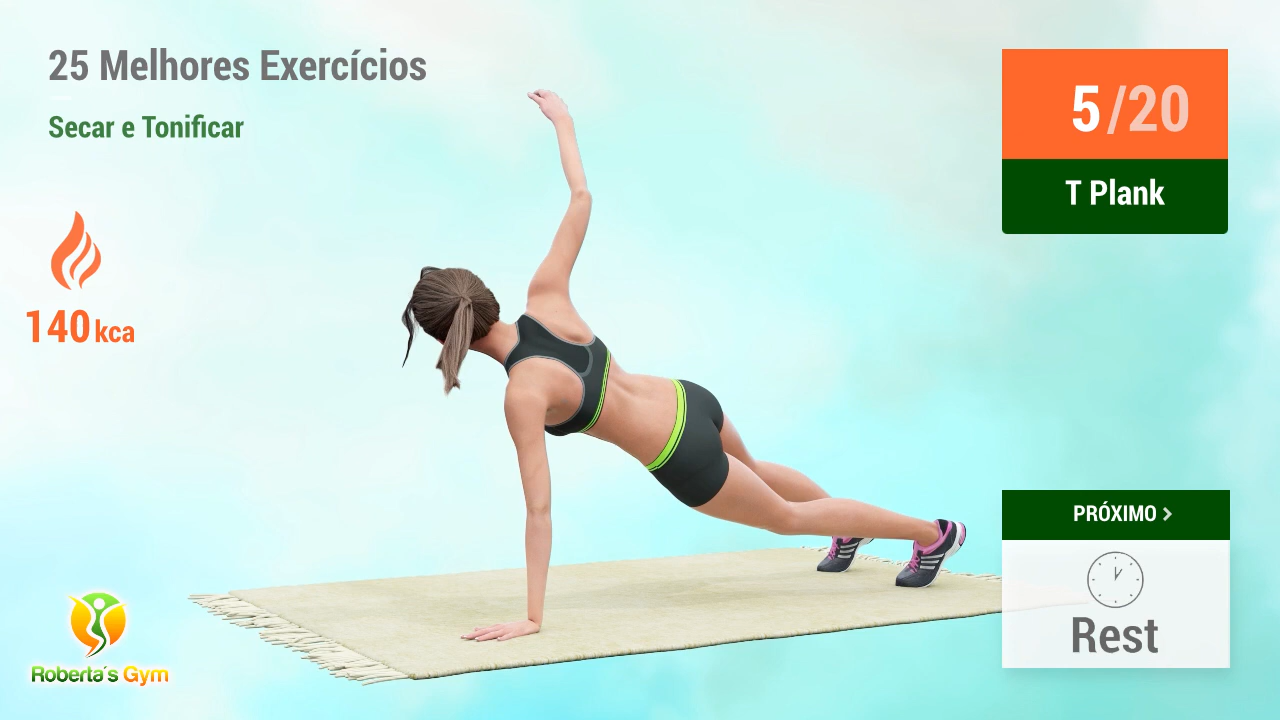 25 Melhores Exercícios
Secar e Tonificar
5/20
T Plank
140 kca
PRÓXIMO >
Rest
Roberta´s Gym